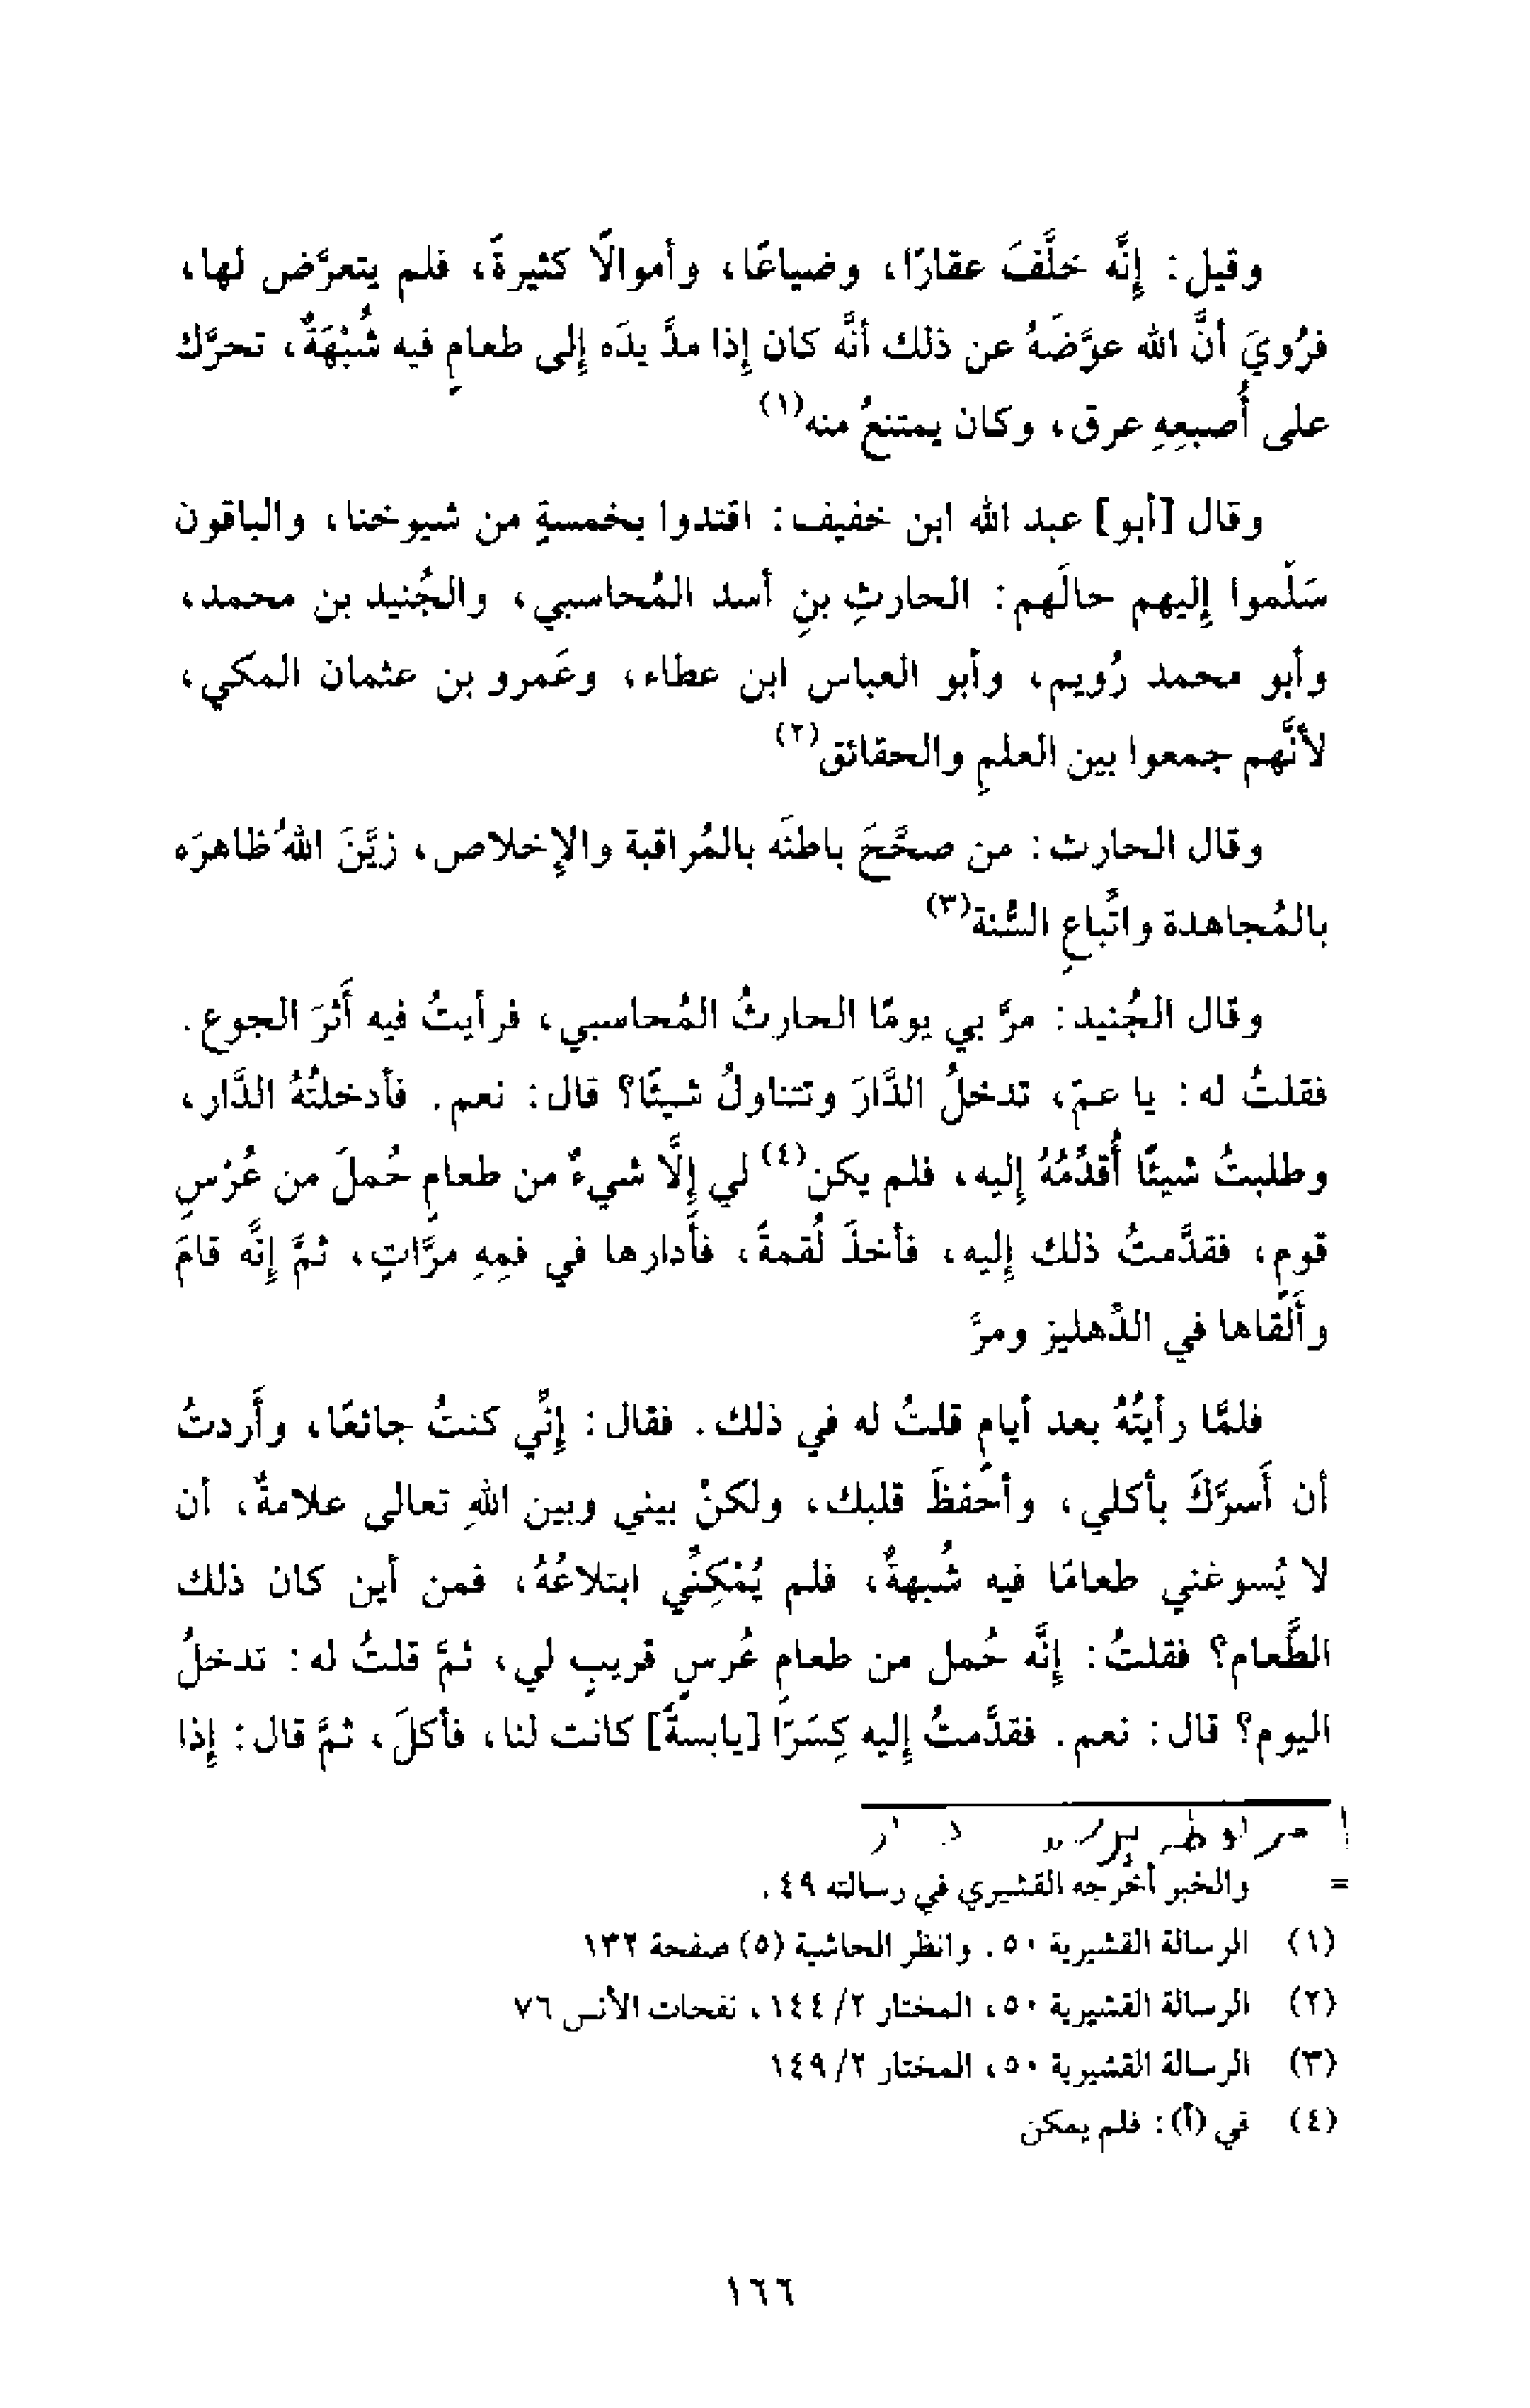 وقيل: إنَّه خلَّفَ عقارًا، وضياعًا، وأموالًا كثيرةً، فلم يتعرَّض لها،
فرُويَ أنَّ الله عوَّضَهُ عن ذلك أنَّه كان إذا مدَّ يدَه إلى طعامٍ فيه شُبْهَةٌ، تحرَّك
على أُصبعِهِ عرق، وكان يمتنعُ منه(١)
وقال [أبو] عبد الله ابن خفيف: اقتدوا بخمسةٍ من شيوخنا، والباقون
سَلِّموا إليهم حالَهم: الحارثِ بنِ أسد المُحاسبي، والجُنيد بن محمد،
وأبو محمد رُويم، وأبو العباس ابن عطاء، وعَمرو بن عثمان المكي،
لأنَّهم جمعوا بين العلمِ والحقائق(٢)
وقال الحارث: من صحَّحَ باطنَه بالمُراقبة والإخلاص، زيَّنَ اللهُ ظاهرَه
بالمُجاهدة واتِّباعِ السُّنة(٣)
وقال الجُنيد: مرَّ بي يومًا الحارثُ المُحاسبي، فرأيتُ فيه أَثرَ الجوع.
فقلتُ له: يا عمّ، تدخلُ الدَّارَ وتتناولُ شيئًا؟ قال: نعم. فأدخلتُهُ الدَّار،
وطلبتُ شيئًا أُقدِّمُهُ إليه، فلم يكن(٤) لي إلَّا شيءٌ من طعامٍ حُملَ من عُرْسِ
قومٍ، فقدَّمتُ ذلك إليه، فأخذَ لُقمةً، فأَدارها في فمِهِ مرَّاتٍ، ثمَّ إنَّه قامَ
وأَلْقاها في الدِّهليز ومرَّ
فلمَّا رأيتُهُ بعد أيامٍ قلتُ له في ذلك. فقال: إنِّي كنتُ جائعًا، وأَردتُ
أن أَسرَّكَ بأكلي، وأحفظَ قلبك، ولكنْ بيني وبين اللهِ تعالى علامةٌ، أن
لا يُسوغني طعامًا فيه شُبهةٌ، فلم يُمْكِنِّي ابتلاعُهُ، فمن أين كان ذلك
الطَّعام؟ فقلتُ: إنَّه حُمل من طعامِ عُرسِ قريبٍ لي، ثمَّ قلتُ له: تدخلُ
اليوم؟ قال: نعم. فقدَّمتُ إليه كِسَرًا [يابسةً] كانت لنا، فأكلَ، ثمَّ قال: إذا
= والخبر أخرجه القشيري في رسالته ٤٩.
(١) الرسالة القشيرية ٥٠. وانظر الحاشية (٥) صفحة ١٣٢
(٢) الرسالة القشيرية ٥٠، المختار ٢/ ١٤٤، نفحات الأنس ٧٦
(٣) الرسالة القشيرية ٥٠، المختار ٢/ ١٤٩
(٤) في (أ): فلم يمكن
١٦٦